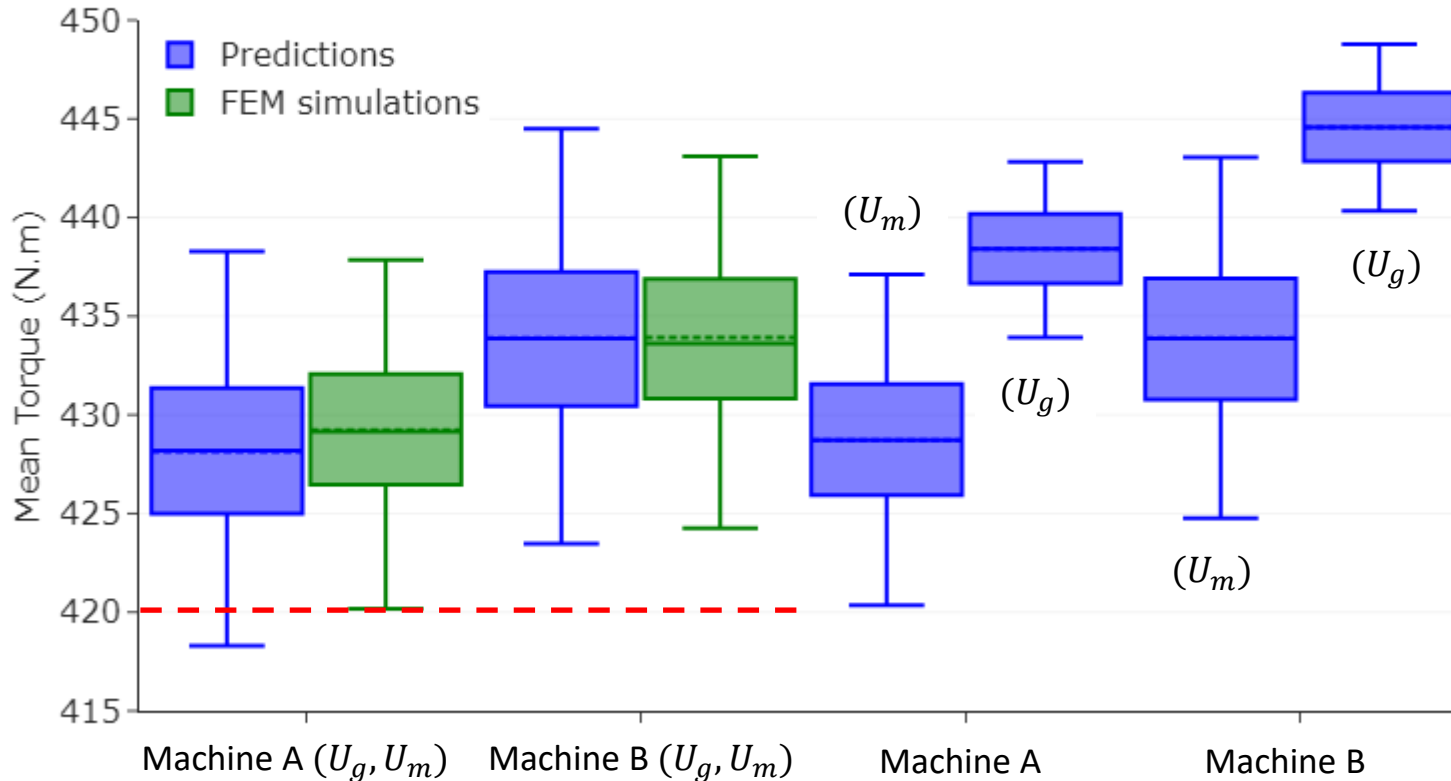 Predictions
FEM simulations
Mean Torque (N.m)
450
445
440
435
430
425
420
415
(U_m)
(U_g)
(U_m)
(U_g)
Machine A (U_g, U_m)
Machine B (U_g, U_m)
Machine A
Machine B